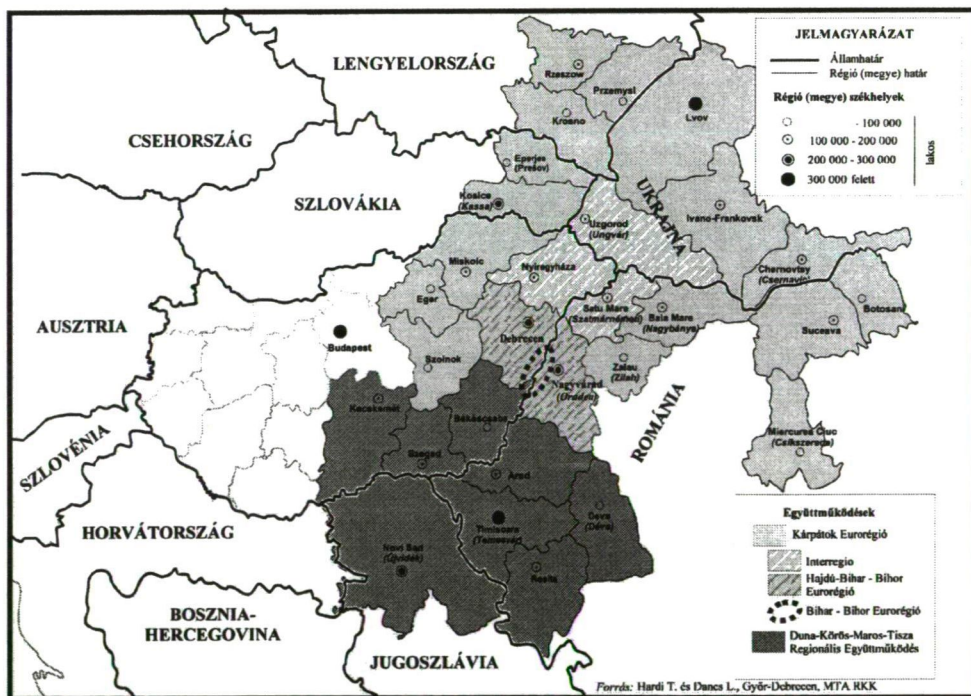 LENGYELORSZÁG
CSEHORSZÁG
SZLOVÁKIA
AUSZTRIA
SZLOVÉNIA
HORVÁTORSZÁG
BOSZNIA-
HERCEGOVINA
JUGOSZLÁVIA
ROMÁNIA
UKRAJNA
Rzeszow
Przemysl
Krosno
Lvov
Eperjes
(Prešov)
Kosice
(Kassa)
Uzgorod
(Ungvár)
Ivano-Frankovsk
Chernovtsy
Miskolc
Nyíregyháza
Eger
Satu Mare
(Szatmárnémeti)
Baia Mare
(Nagybánya)
Botosani
Suceava
Budapest
Debrecen
Szolnok
Nagyvárad
(Oradea)
Zalau
(Zilah)
Kecskemét
Békéscsaba
Miercurea Ciuc
(Csíkszereda)
Szeged
Arad
Deva
(Déva)
Timisoara
(Temesvár)
Novi Sad
(Újvidék)
Resita
JELMAGYARÁZAT
Államhatár
Régió (megye) határ
Régió (megye) székhelyek
- 100 000
100 000 - 200 000
200 000 - 300 000
300 000 felett
lakos
Együttműködések
Kárpátok Eurorégió
Interregio
Hajdú-Bihar - Bihor
Eurorégió
Bihar - Bihor Eurorégió
Duna-Körös-Maros-Tisza
Regionális Együttműködés
Forrás: Hardi T. és Dancs L., Győr-Debrecen, MTA RKK